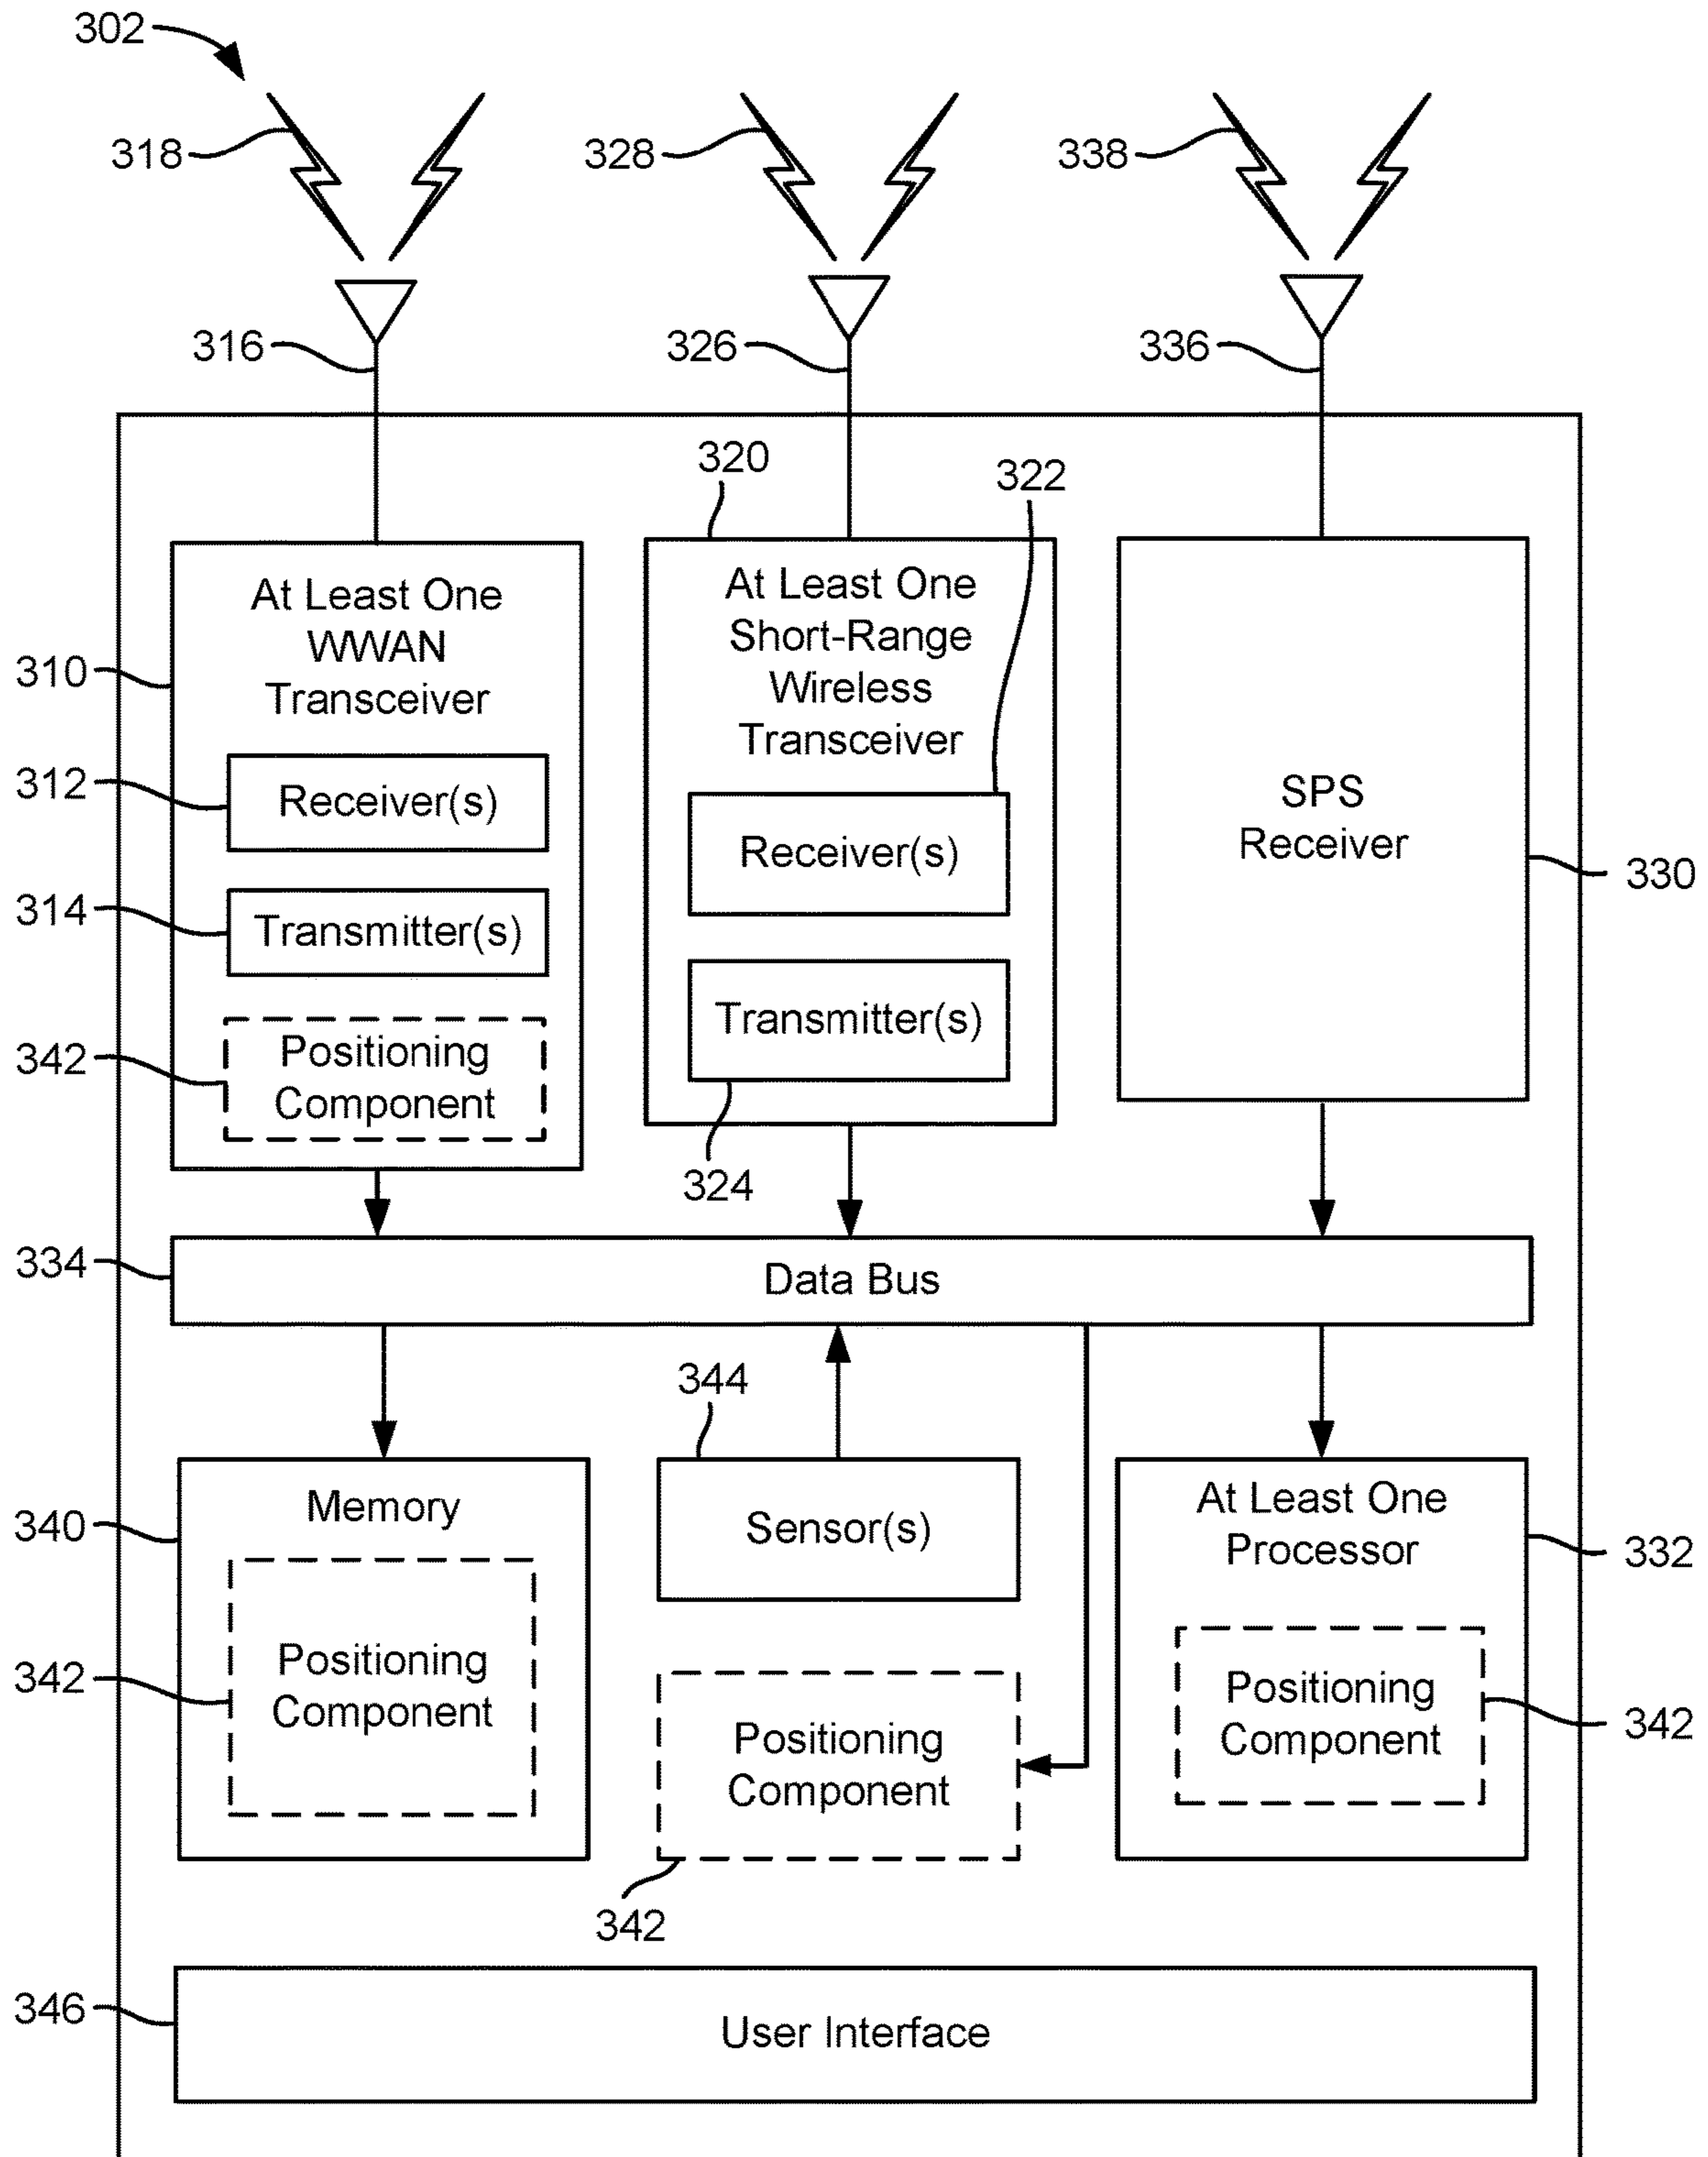 302
318
328
338
316
326
336
320
322
At Least One
WWAN
Transceiver
310
At Least One
Short-Range
Wireless
Transceiver
312
Receiver(s)
Receiver(s)
SPS
Receiver
330
314
Transmitter(s)
Transmitter(s)
342
Positioning
Component
324
334
Data Bus
344
340
Memory
Sensor(s)
At Least One
Processor
332
342
Positioning
Component
Positioning
Component
Positioning
Component
342
342
346
User Interface